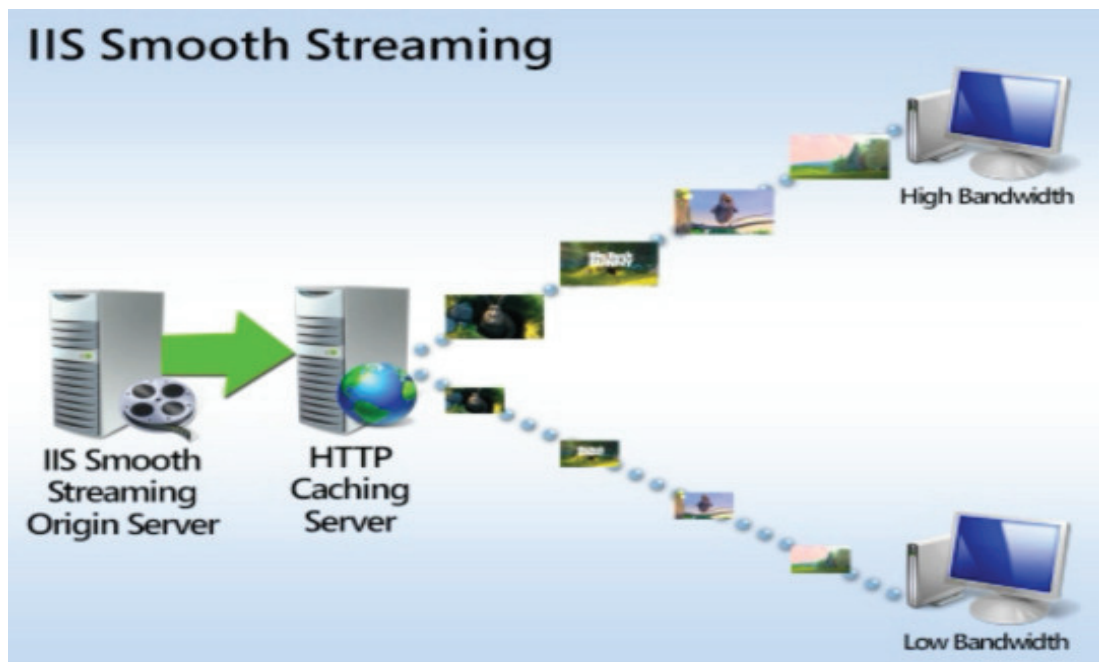 IIS Smooth Streaming
High Bandwidth
IIS Smooth
Streaming
Origin Server
HTTP
Caching
Server
Low Bandwidth